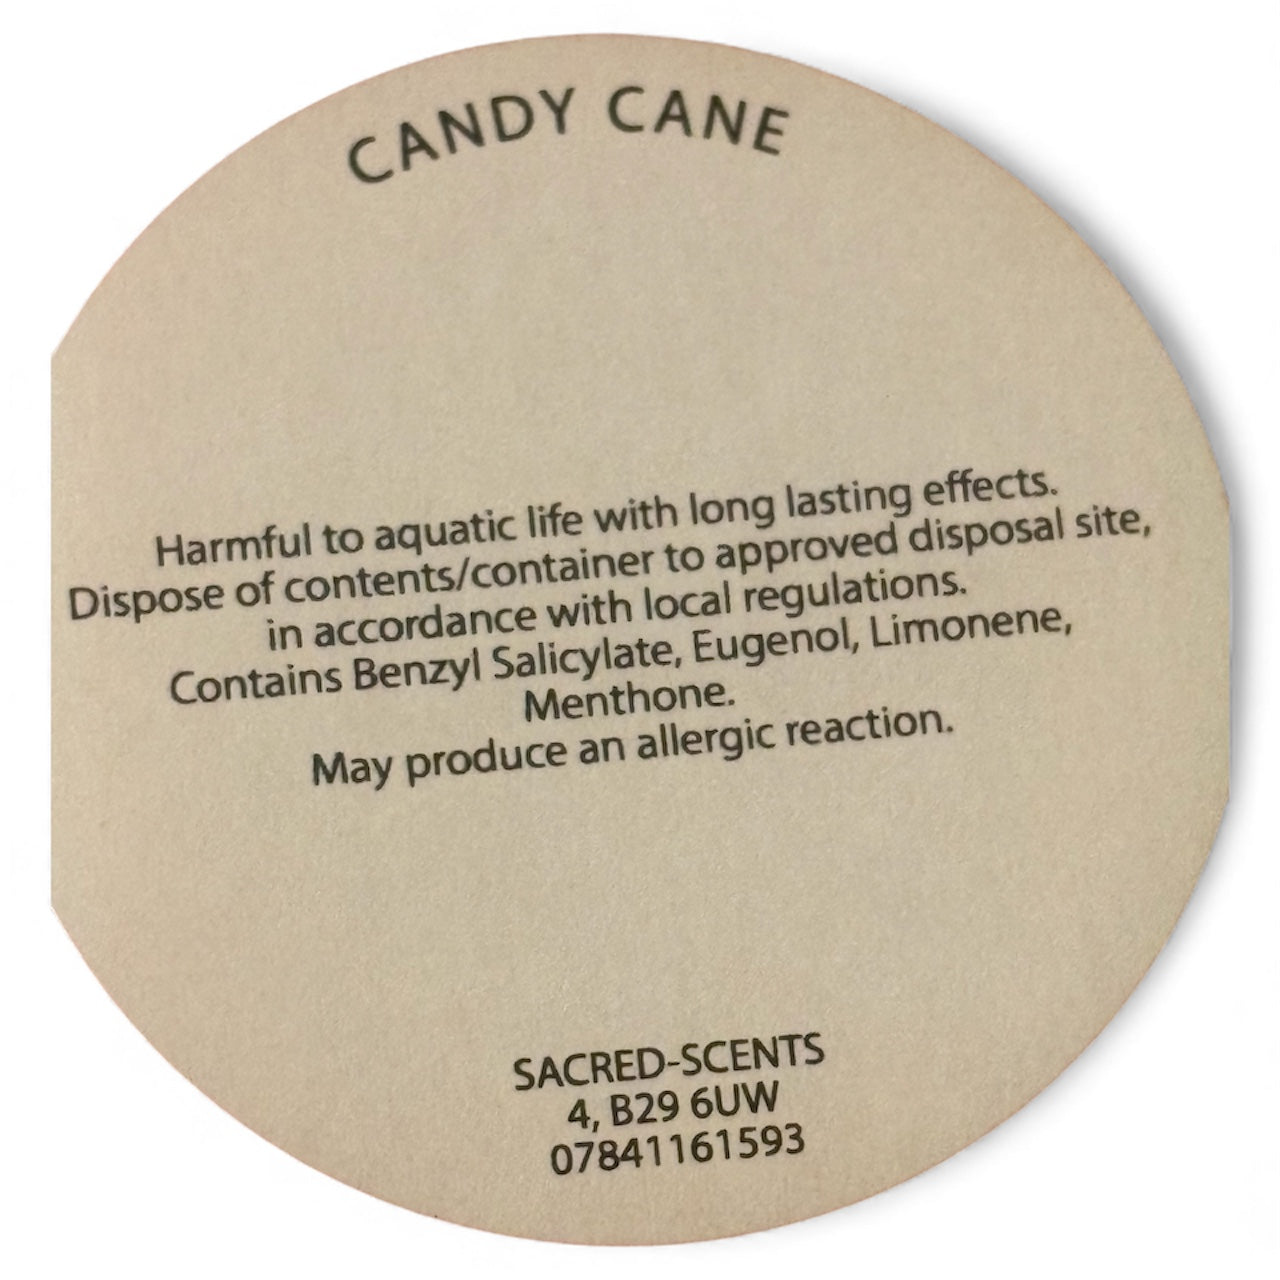 CANDY CANE
Harmful to aquatic life with long lasting effects.
Dispose of contents/container to approved disposal site,
in accordance with local regulations.
Contains Benzyl Salicylate, Eugenol, Limonene,
Menthone.
May produce an allergic reaction.
SACRED-SCENTS
4, B29 6UW
07841161593